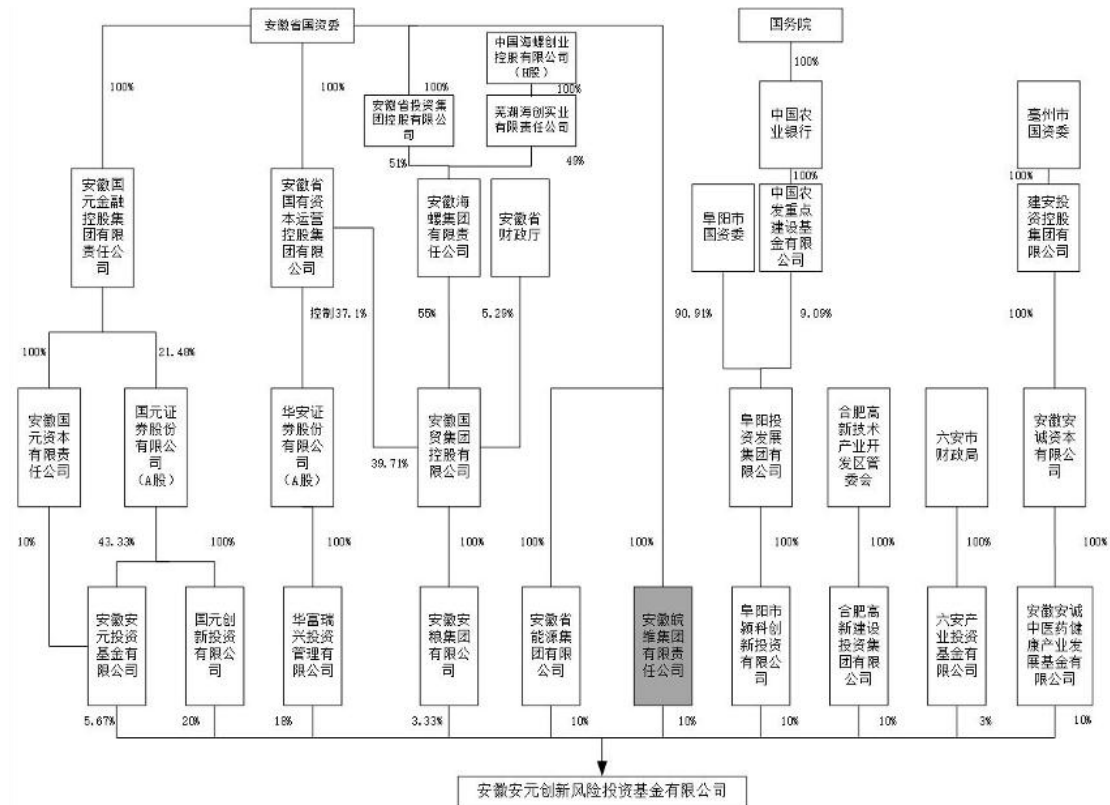 安徽省国资委
国务院
中国海螺创业
控股有限公司
（H股）
100%
100%
100%
100%
100%
安徽省投资集
团控股有限公
司
芜湖海创实业
有限责任公司
中国农
业银行
亳州市
国资委
51%
49%
100%
100%
安徽国
元金融
控股集
团有限
责任公
司
安徽省
国有资
本运营
控股集
团有限
公司
安徽海
螺集团
有限责
任公司
安徽省
财政厅
阜阳市
国资委
中国农
发重点
建设基
金有限
公司
建安投
资控股
集团有
限公司
控制37.1%
55%
5.29%
90.91%
9.09%
100%
100%
21.48%
安徽国
元资本
有限责
任公司
国元证
券股份
有限公
司
（A股）
华安证
券股份
有限公
司
（A股）
安徽国
贸集团
控股有
限公司
阜阳投
资发展
集团有
限公司
合肥高
新技术
产业开
发区管
委会
六安市
财政局
安徽安
诚资本
有限公
司
39.71%
10%
43.33%
100%
100%
100%
100%
100%
100%
100%
100%
100%
安徽安
元投资
基金有
限公司
国元创
新投资
有限公
司
华富瑞
兴投资
管理有
限公司
安徽安
粮集团
有限公
司
安徽省
能源集
团有限
公司
安徽皖
维集团
有限责
任公司
阜阳市
颍科创
新投资
有限公
司
合肥高
新建设
投资集
团有限
公司
六安产
业投资
基金有
限公司
安徽安诚
中医药健
康产业发
展基金有
限公司
5.67%
20%
18%
3.33%
10%
10%
10%
10%
3%
10%
安徽安元创新风险投资基金有限公司